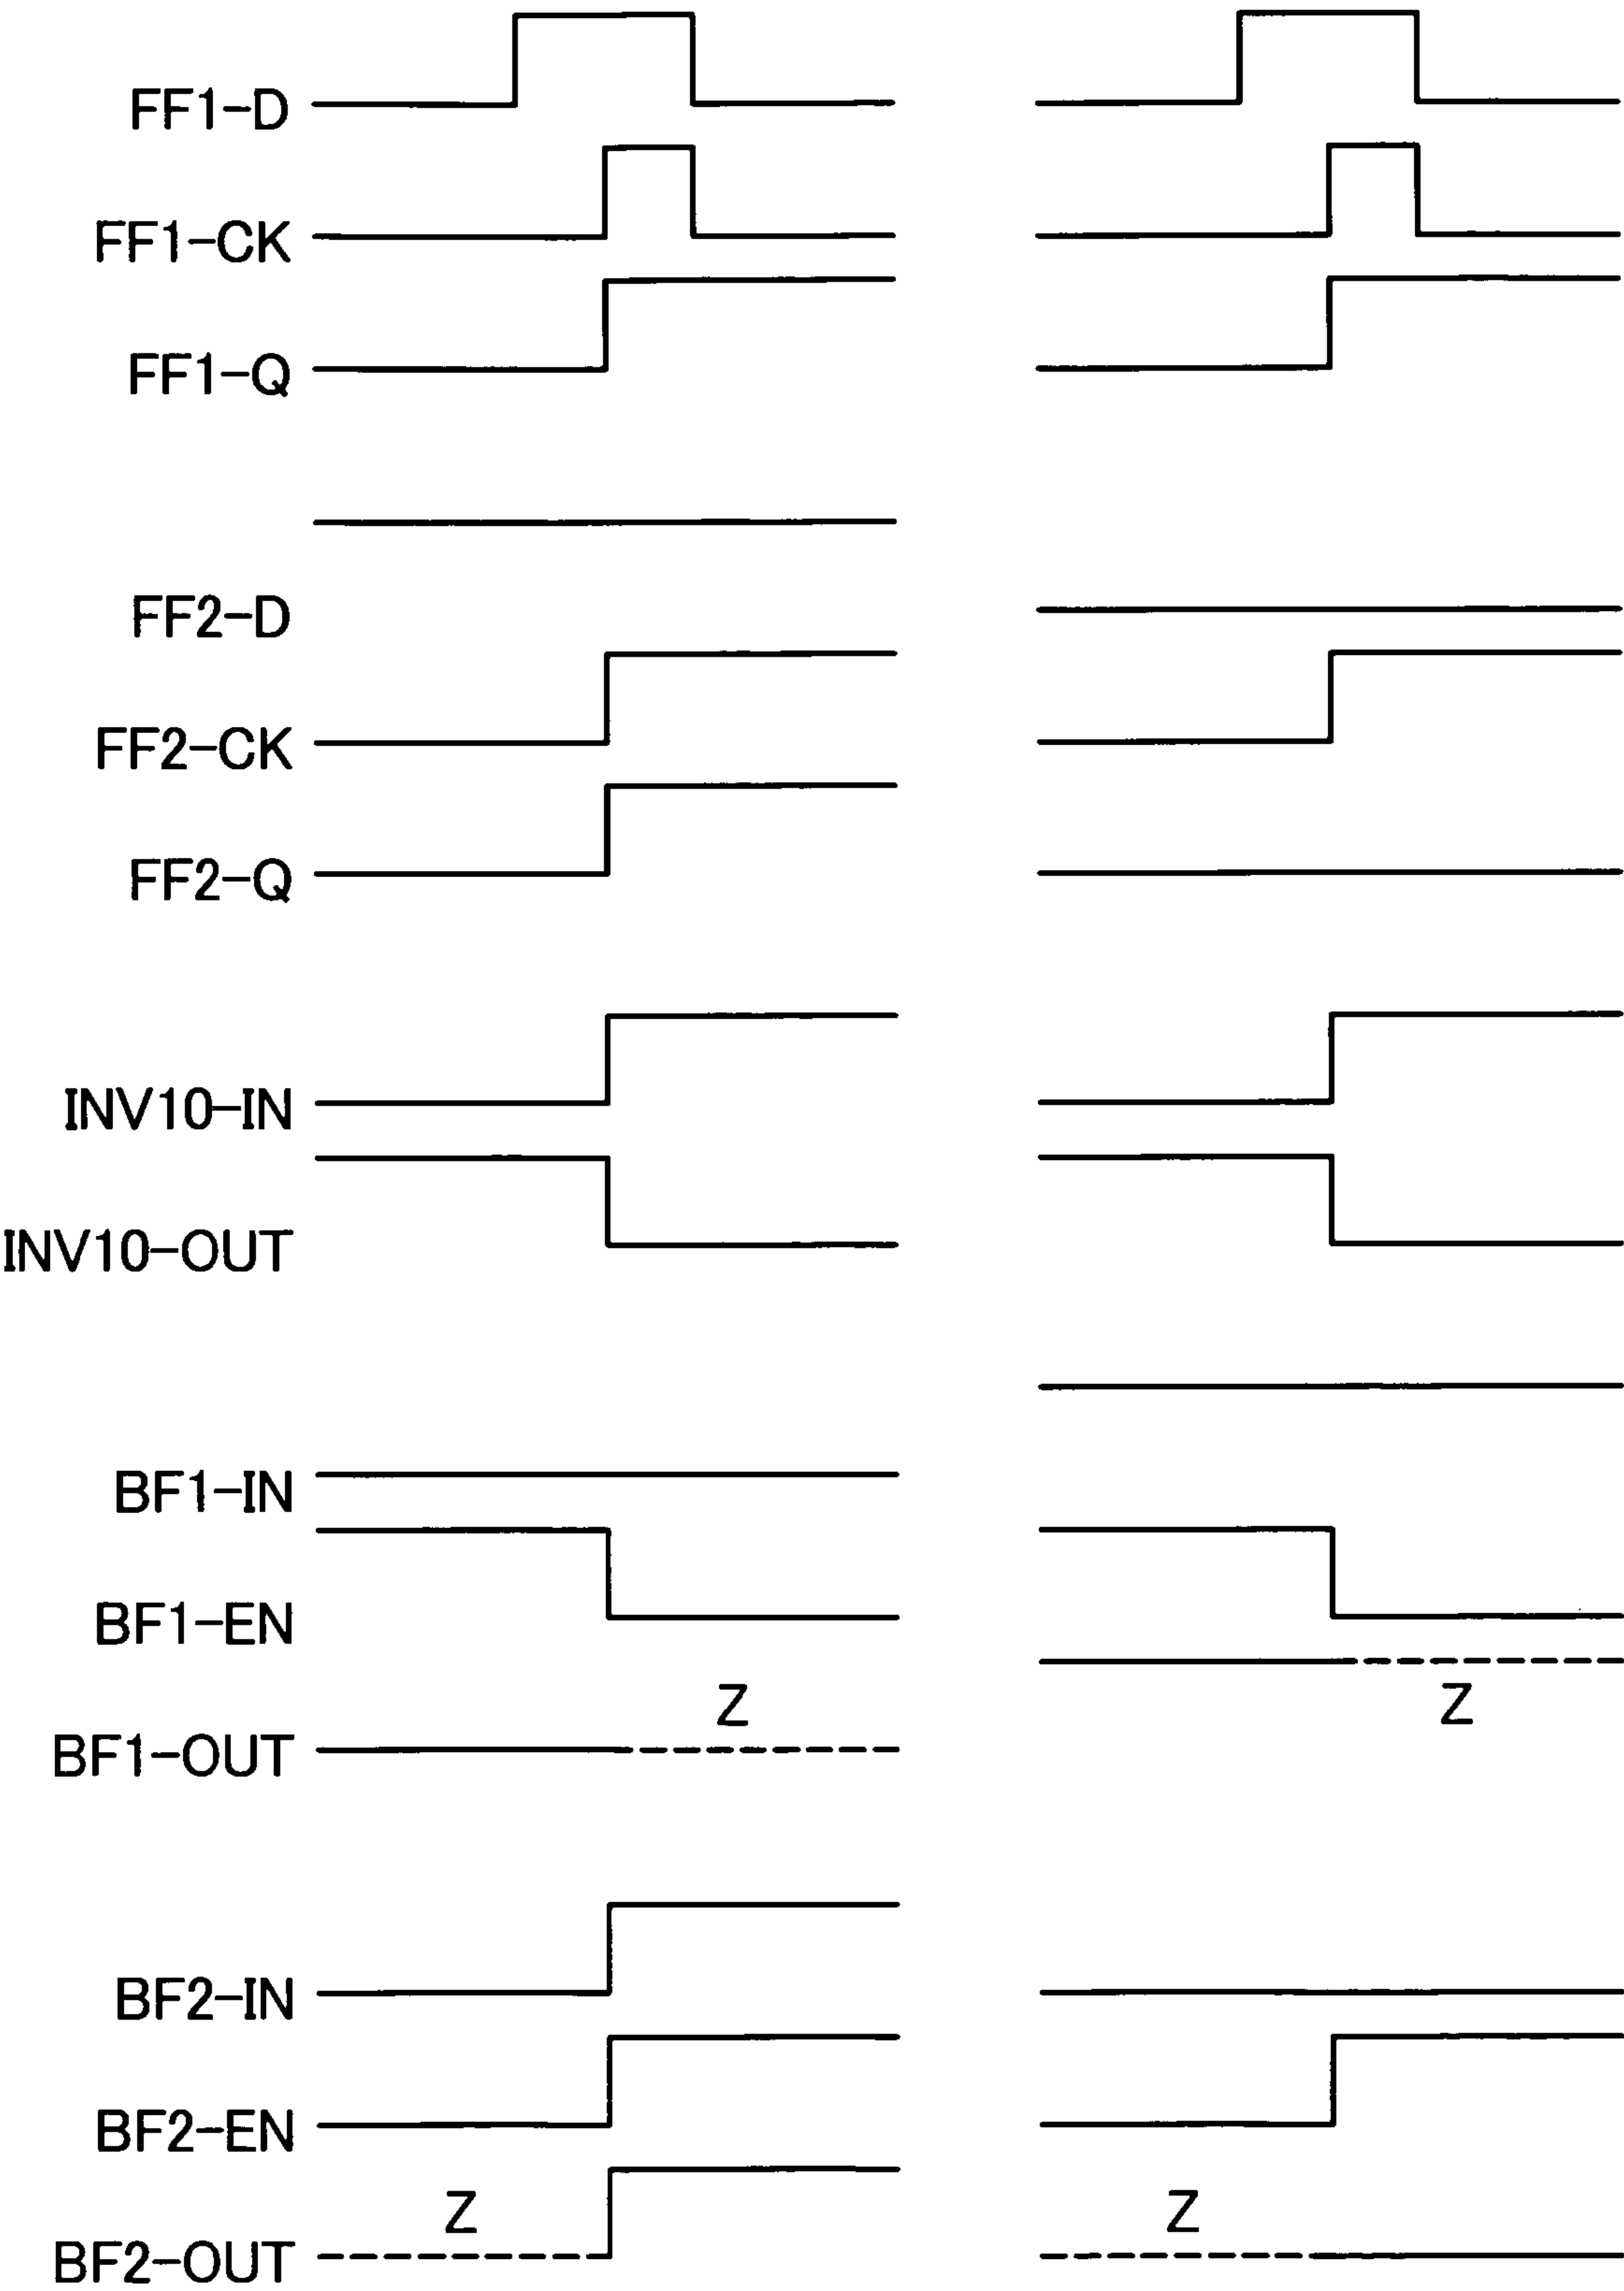 FF1-D
FF1-CK
FF1-Q
FF2-D
FF2-CK
FF2-Q
INV10-IN
INV10-OUT
BF1-IN
BF1-EN
Z Z
BF1-OUT
BF2-IN
BF2-EN
Z Z
BF2-OUT